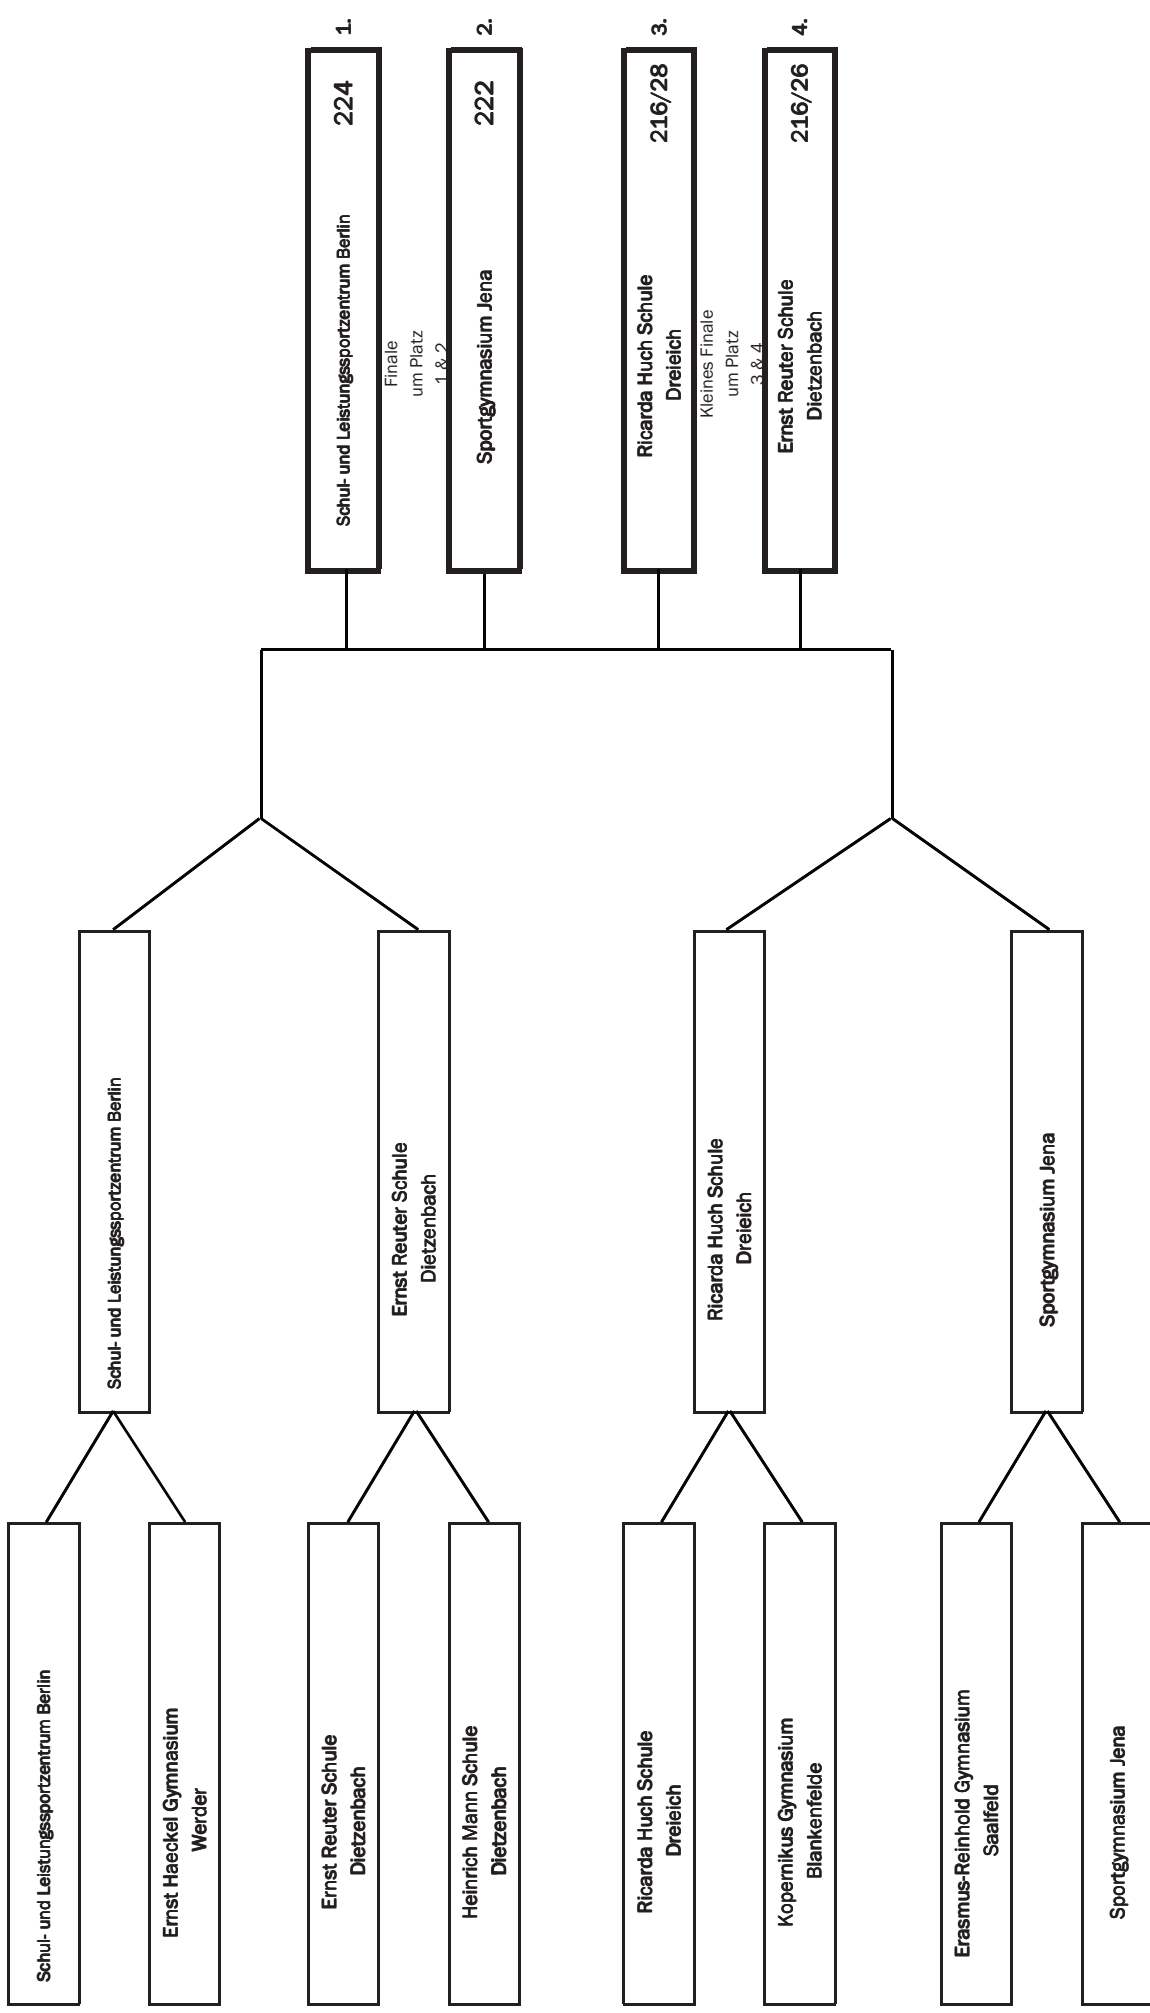 Schul- und Leistungssportzentrum Berlin
Ernst Haeckel Gymnasium
Werder
Ernst Reuter Schule
Dietzenbach
Heinrich Mann Schule
Dietzenbach
Ricarda Huch Schule
Dreieich
Kopernikus Gymnasium
Blankenfelde
Erasmus-Reinhold Gymnasium
Saalfeld
Sportgymnasium Jena
Schul- und Leistungssportzentrum Berlin
Ernst Reuter Schule
Dietzenbach
Ricarda Huch Schule
Dreieich
Sportgymnasium Jena
Schul- und Leistungssportzentrum Berlin 224 1.
Finale
um Platz
1 & 2
Sportgymnasium Jena 222 2.
Ricarda Huch Schule
Dreieich
216/28 3.
Kleines Finale
um Platz
3 & 4
Ernst Reuter Schule
Dietzenbach
216/26 4.